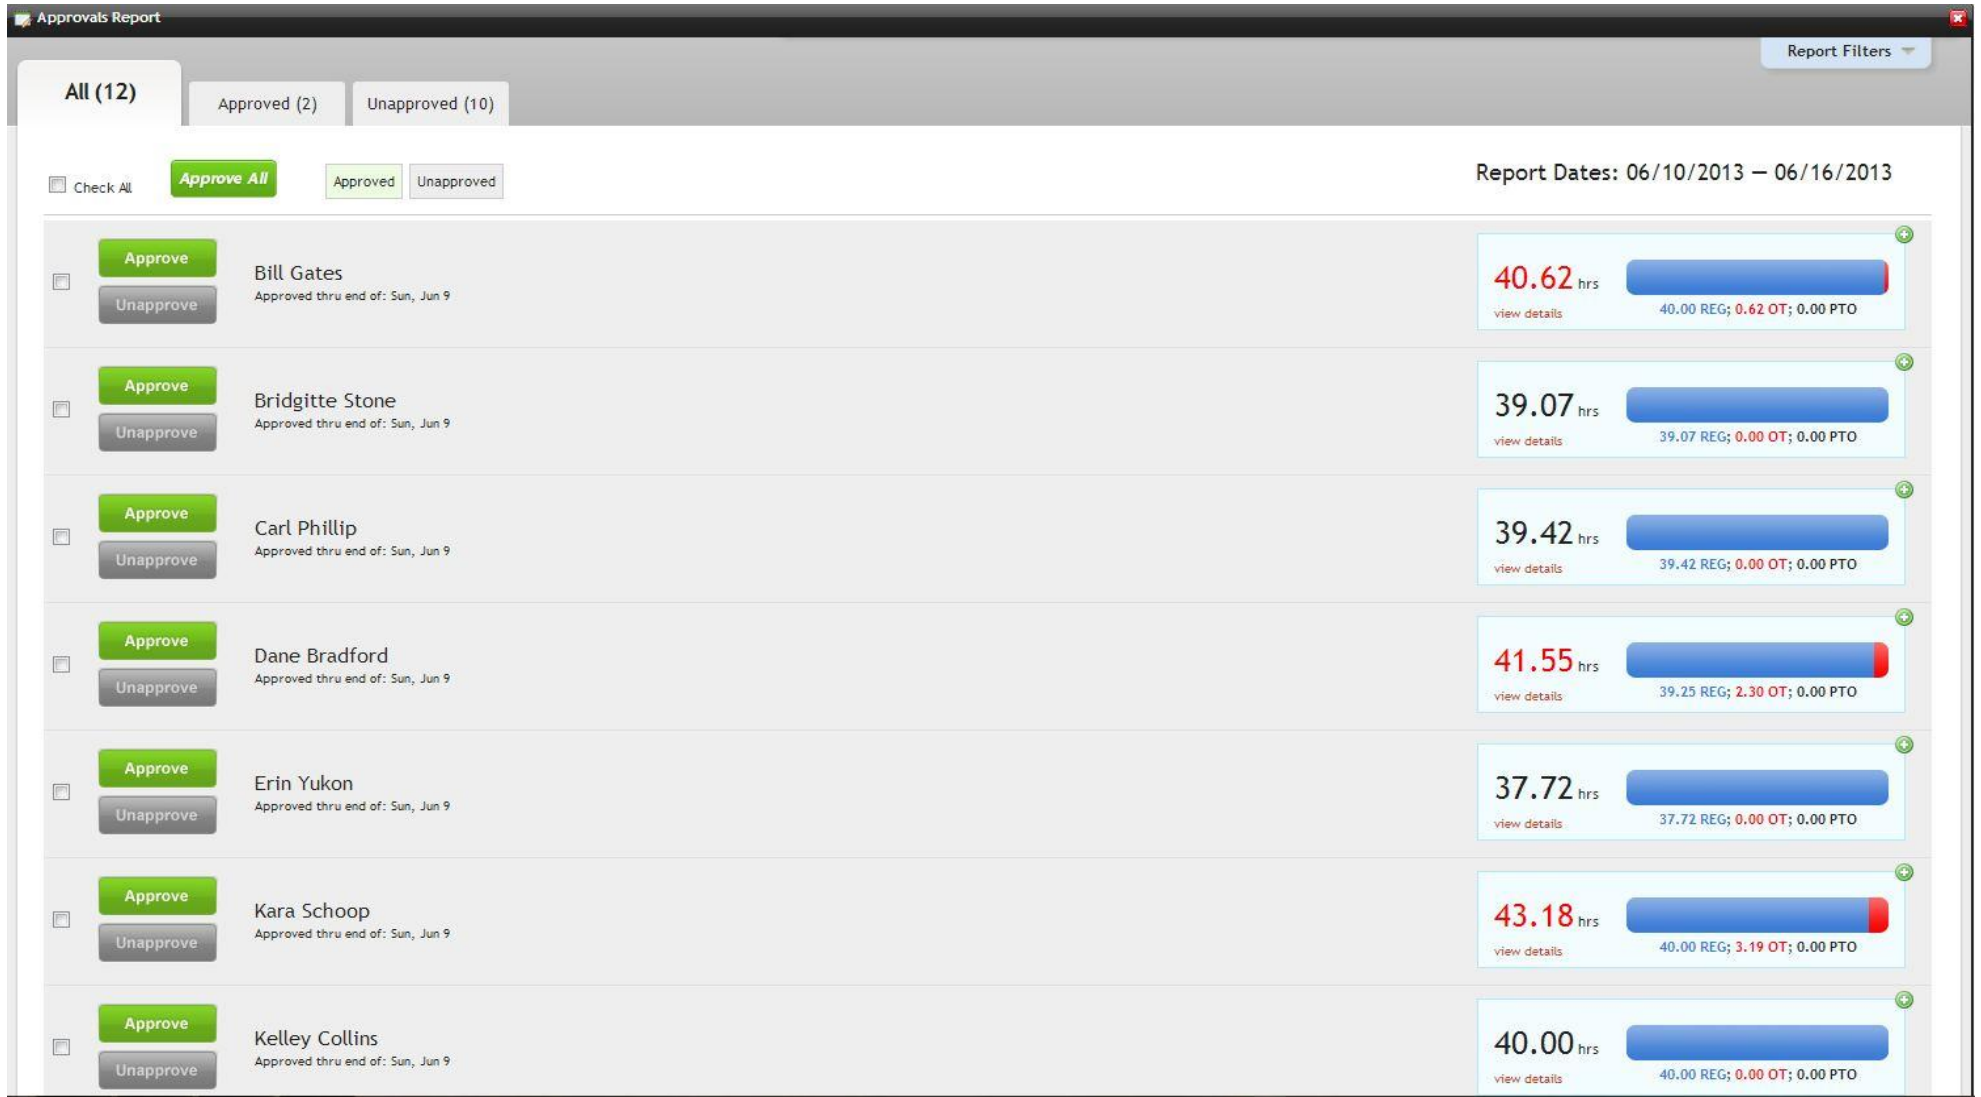 Approvals Report
Report Filters
All (12)
Approved (2)
Unapproved (10)
Check All
Approve All
Approved
Unapproved
Report Dates: 06/10/2013 — 06/16/2013
Approve
Unapprove
Bill Gates
Approved thru end of: Sun, Jun 9
40.62 hrs
view details
40.00 REG; 0.62 OT; 0.00 PTO
Approve
Unapprove
Bridgitte Stone
Approved thru end of: Sun, Jun 9
39.07 hrs
view details
39.07 REG; 0.00 OT; 0.00 PTO
Approve
Unapprove
Carl Phillip
Approved thru end of: Sun, Jun 9
39.42 hrs
view details
39.42 REG; 0.00 OT; 0.00 PTO
Approve
Unapprove
Dane Bradford
Approved thru end of: Sun, Jun 9
41.55 hrs
view details
39.25 REG; 2.30 OT; 0.00 PTO
Approve
Unapprove
Erin Yukon
Approved thru end of: Sun, Jun 9
37.72 hrs
view details
37.72 REG; 0.00 OT; 0.00 PTO
Approve
Unapprove
Kara Schoop
Approved thru end of: Sun, Jun 9
43.18 hrs
view details
40.00 REG; 3.19 OT; 0.00 PTO
Approve
Unapprove
Kelley Collins
Approved thru end of: Sun, Jun 9
40.00 hrs
view details
40.00 REG; 0.00 OT; 0.00 PTO